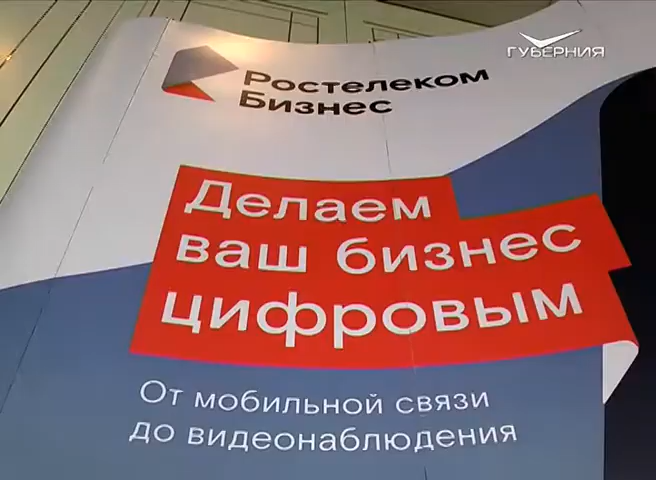 ГУБЕРНИЯ
Ростелеком
Бизнес
Делаем
ваш бизнес
цифровым
От мобильной связи
до видеонаблюдения